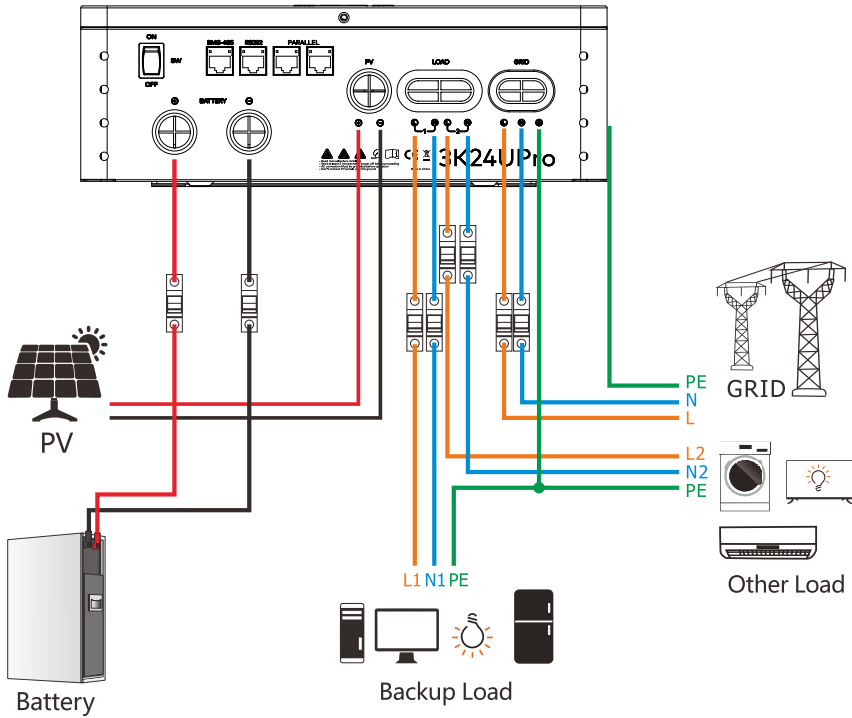 ON
SW
OFF
BMS-485
RS232
PARALLEL
PV
LOAD
GRID
BATTERY
L
N
1
L
N
2
L
N
3K24UPro
PE
N
L
GRID
L2
N2
PE
Other Load
PV
L1 N1 PE
Backup Load
Battery